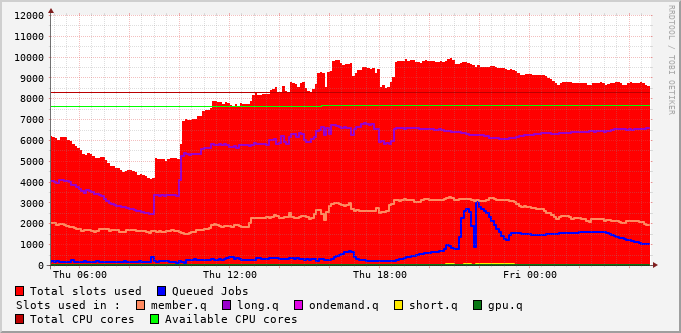 12000
11000
10000
9000
8000
7000
6000
5000
4000
3000
2000
1000
0
Thu 06:00 Thu 12:00 Thu 18:00 Fri 00:00
RRDTOOL / TOBI OETIKER
Total slots used Queued Jobs
Slots used in : member.q long.q ondemand.q short.q gpu.q
Total CPU cores Available CPU cores